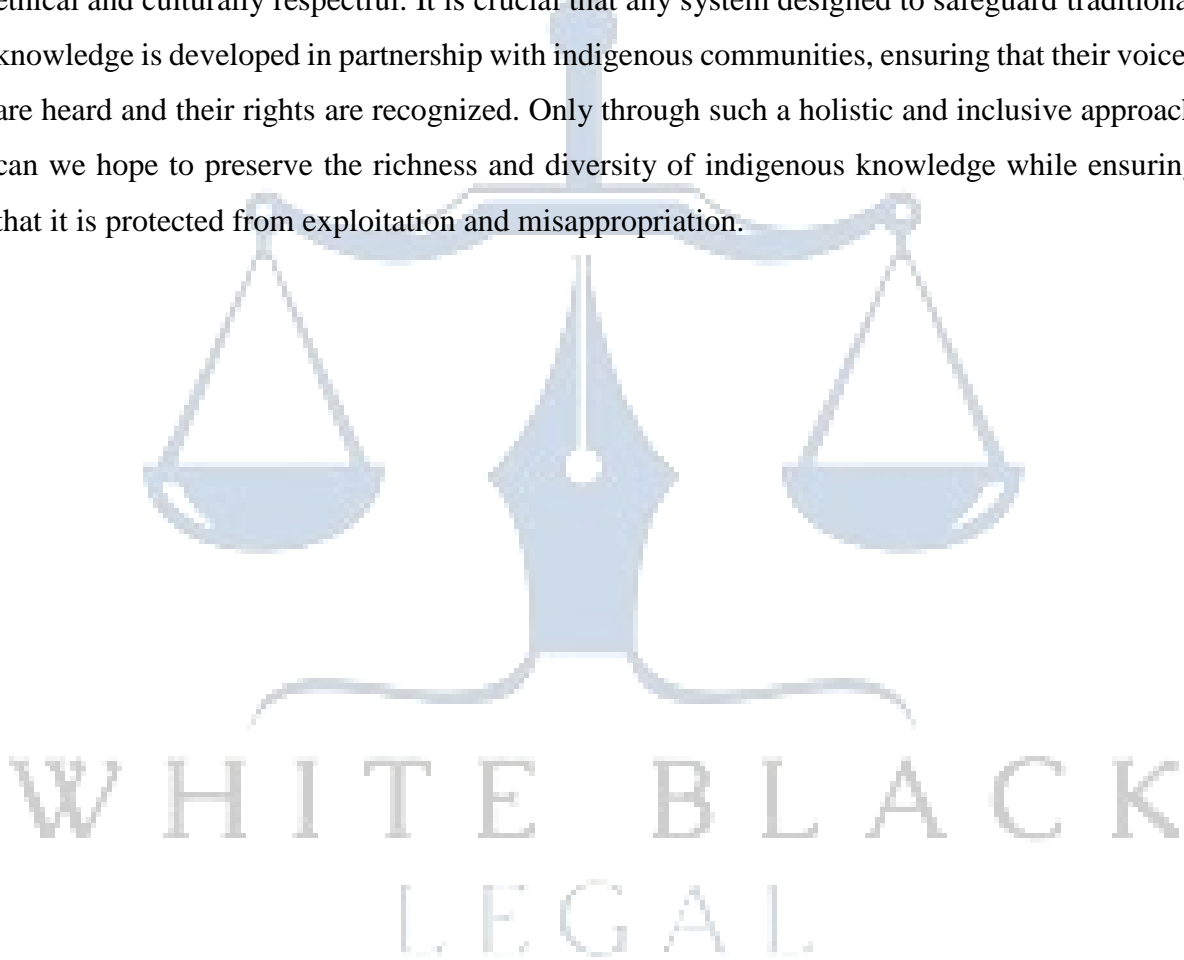 ethical and culturally respectful. It is crucial that any system designed to safeguard traditiona
knowledge is developed in partnership with indigenous communities, ensuring that their voice
are heard and their rights are recognized. Only through such a holistic and inclusive approach
can we hope to preserve the richness and diversity of indigenous knowledge while ensuring
that it is protected from exploitation and misappropriation.
WHITE BLACK
LEGAL